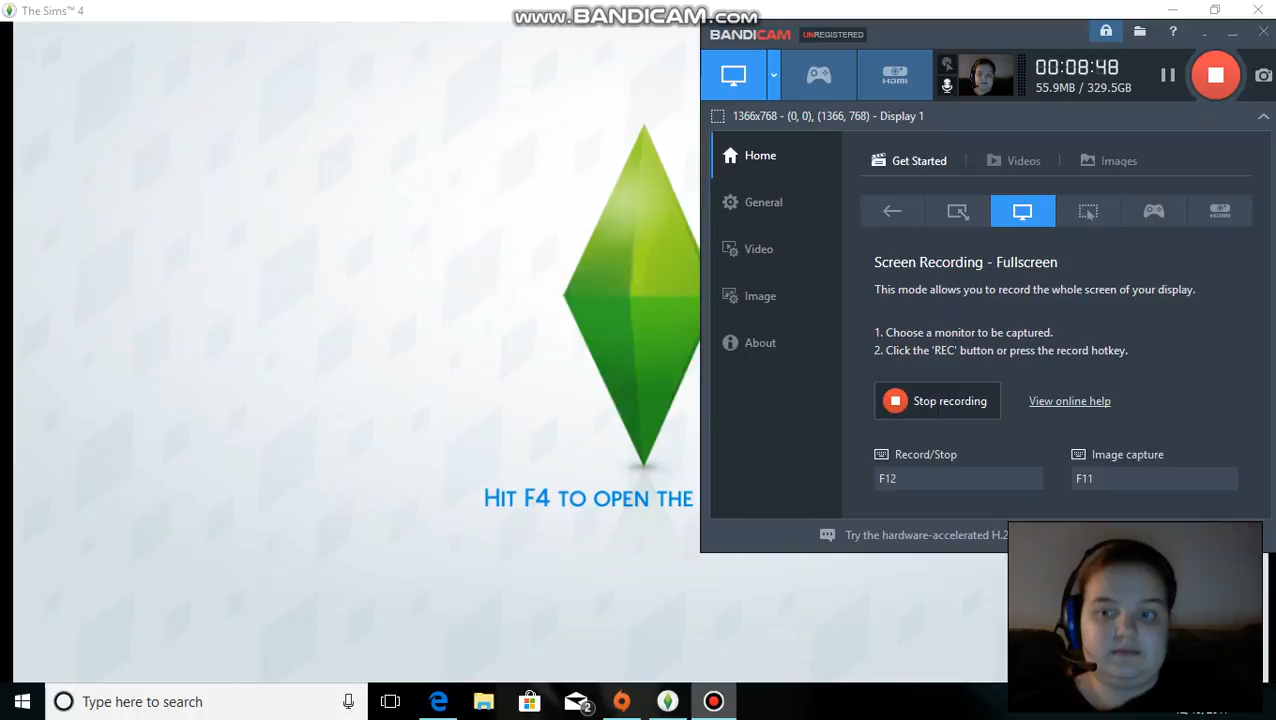 The Sims™ 4
www.BANDICAM.com
BANDICAM UNREGISTERED
HDMI
00:08:48
55.9MB / 329.5GB
1366x768 - (0, 0), (1366, 768) - Display 1
Home
Get Started
Videos
Images
General
HDMI
Video
Screen Recording - Fullscreen
This mode allows you to record the whole screen of your display.
Image
1. Choose a monitor to be captured.
About
2. Click the 'REC' button or press the record hotkey.
Stop recording
View online help
Record/Stop
Image capture
F12
F11
HIT F4 TO OPEN THE
Try the hardware-accelerated H.2
Type here to search
2